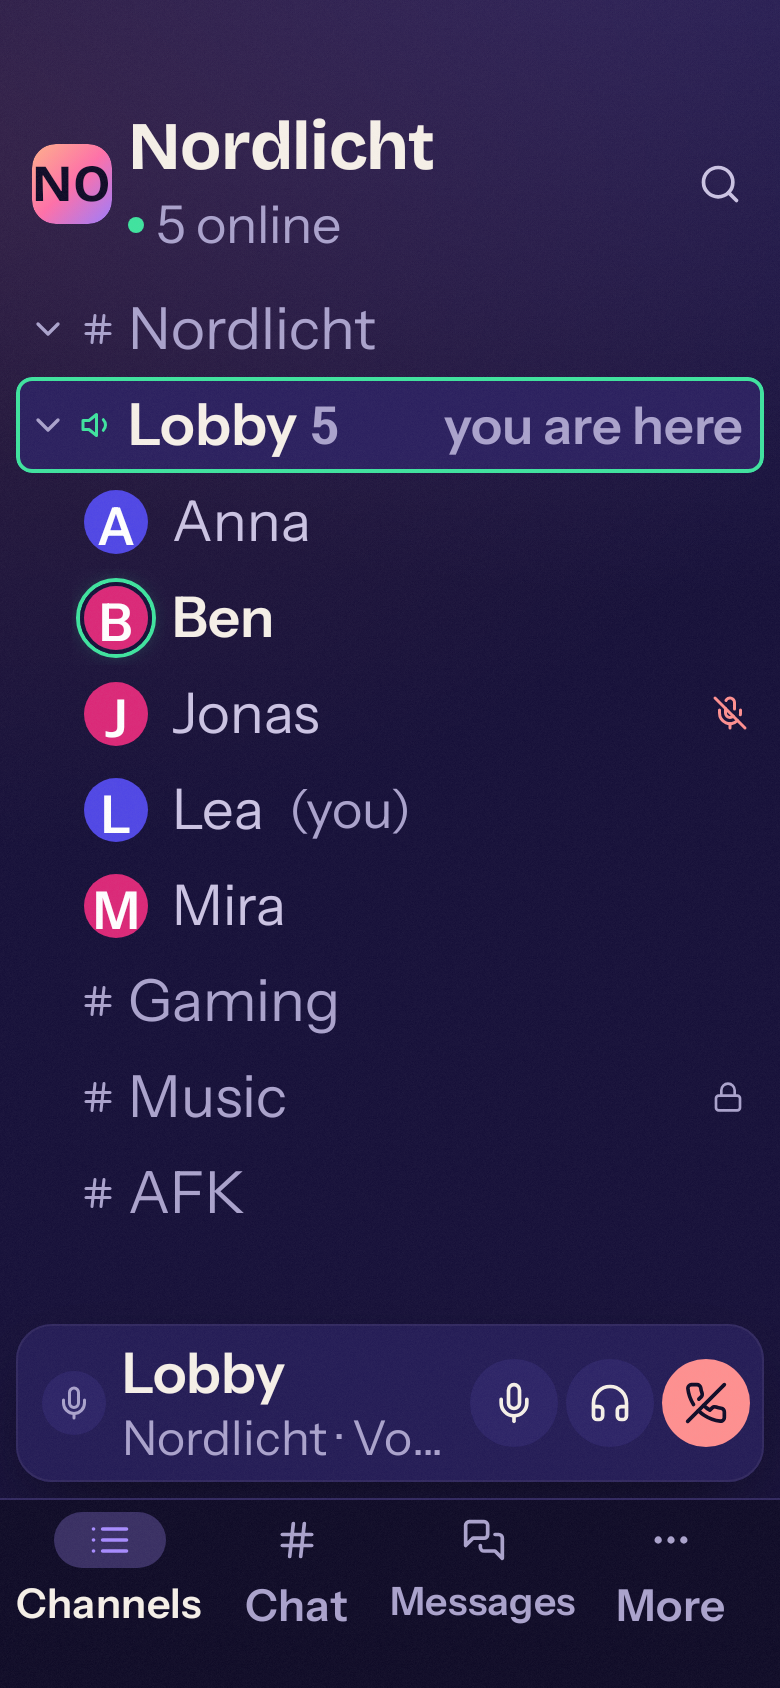 NO
Nordlicht
5 online
# Nordlicht
Lobby 5 you are here
A Anna
B Ben
J Jonas
L Lea (you)
M Mira
# Gaming
# Music
# AFK
Lobby
Nordlicht · Vo...
Channels
# Chat
Messages
More